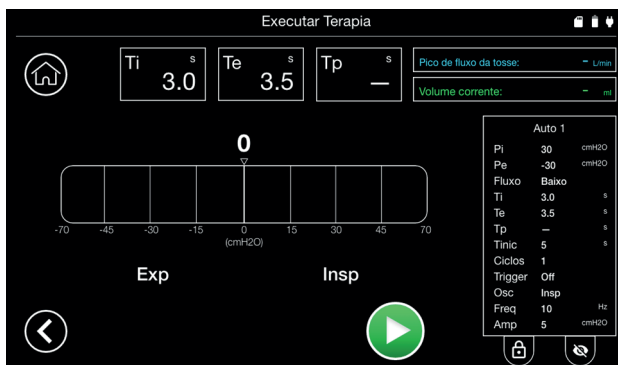 Executar Terapia
Ti s 3.0
Te s 3.5
Tp s –
Pico de fluxo da tosse: - L/min
Volume corrente: - ml
0
-70 -45 -30 -15 0 15 30 45 70
(cmH2O)
Exp Insp
Auto 1
Pi 30 cmH2O
Pe -30 cmH2O
Fluxo Baixo
Ti 3.0 s
Te 3.5 s
Tp – s
Tinic 5 s
Ciclos 1
Trigger Off
Osc Insp
Freq 10 Hz
Amp 5 cmH2O